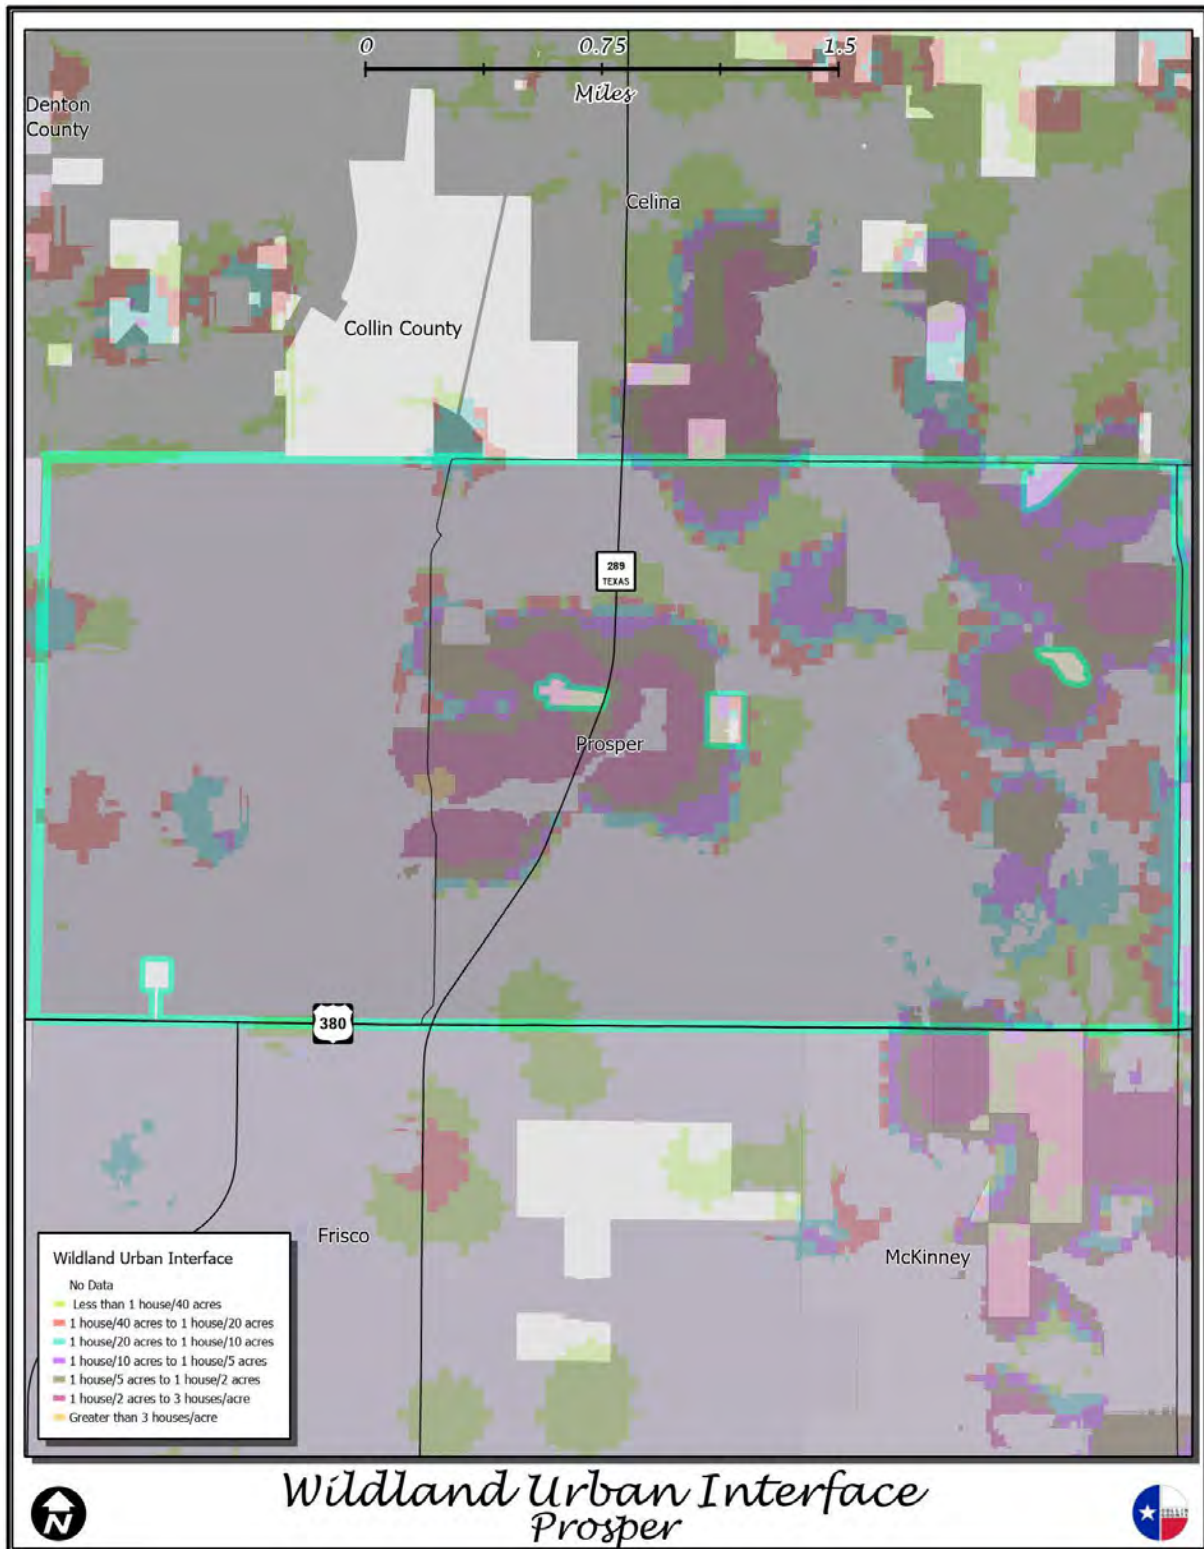 0 0.75 1.5
Miles
Denton
County
Celina
Collin County
289
TEXAS
Prosper
380
Frisco
McKinney
Wildland Urban Interface
No Data
Less than 1 house/40 acres
1 house/40 acres to 1 house/20 acres
1 house/20 acres to 1 house/10 acres
1 house/10 acres to 1 house/5 acres
1 house/5 acres to 1 house/2 acres
1 house/2 acres to 3 houses/acre
Greater than 3 houses/acre
N
Wildland Urban Interface
Prosper
COLLIN
COUNTY